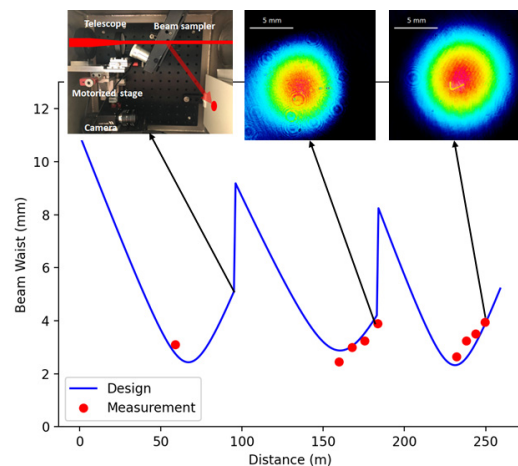 Telescope
Beam sampler
Motorized stage
Camera
5 mm
5 mm
12
10
8
6
4
2
0
Beam Waist (mm)
Design
Measurement
0
50
100
150
200
250
Distance (m)